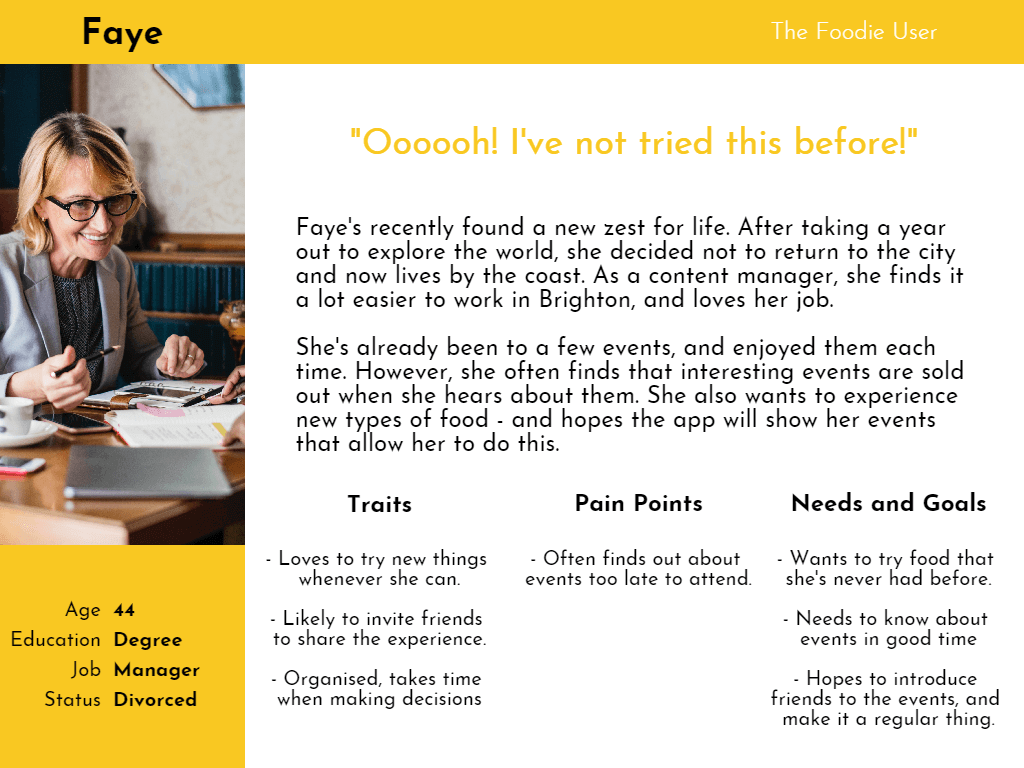 Faye
The Foodie User
"Oooooh! I've not tried this before!"
Faye's recently found a new zest for life. After taking a year
out to explore the world, she decided not to return to the city
and now lives by the coast. As a content manager, she finds it
a lot easier to work in Brighton, and loves her job.
She's already been to a few events, and enjoyed them each
time. However, she often finds that interesting events are sold
out when she hears about them. She also wants to experience
new types of food - and hopes the app will show her events
that allow her to do this.
Traits
- Loves to try new things
whenever she can.
- Likely to invite friends
to share the experience.
- Organised, takes time
when making decisions
Pain Points
- Often finds out about
events too late to attend.
Needs and Goals
- Wants to try food that
she's never had before.
- Needs to know about
events in good time
- Hopes to introduce
friends to the events, and
make it a regular thing.
Age 44
Education Degree
Job Manager
Status Divorced